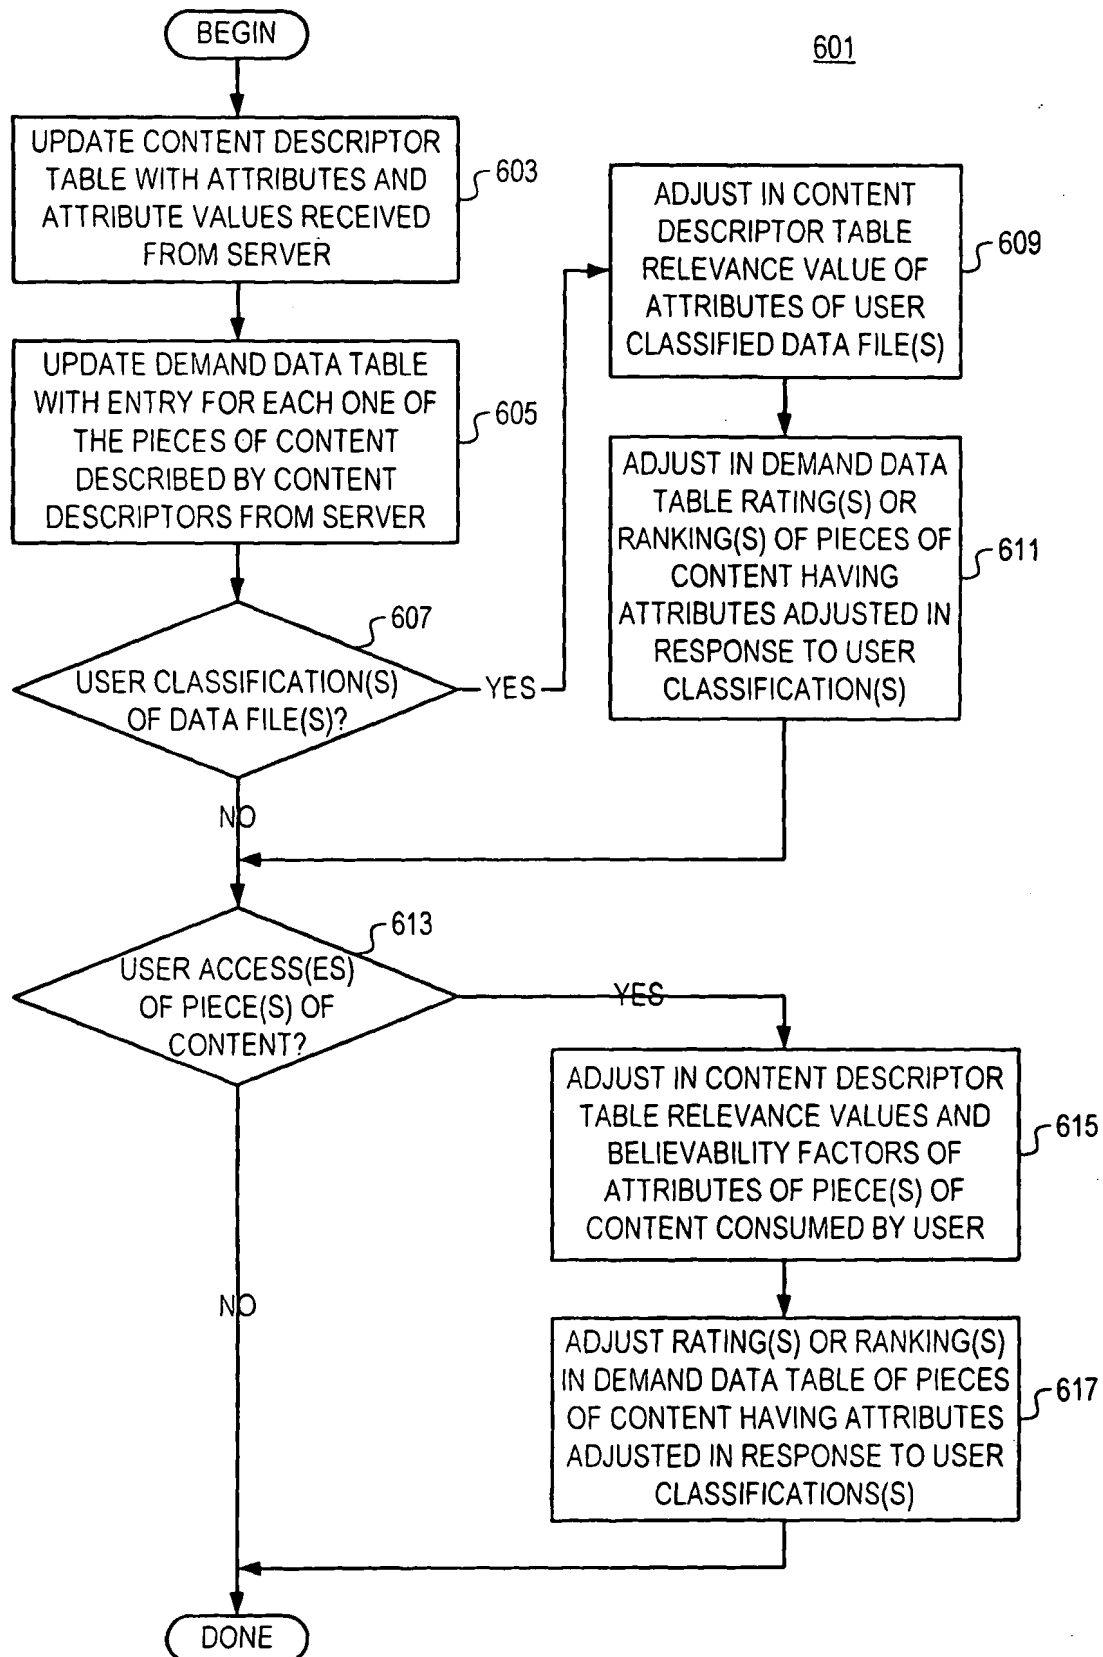 BEGIN
601
UPDATE CONTENT DESCRIPTOR
TABLE WITH ATTRIBUTES AND
ATTRIBUTE VALUES RECEIVED
FROM SERVER
603
UPDATE DEMAND DATA TABLE
WITH ENTRY FOR EACH ONE OF
THE PIECES OF CONTENT
DESCRIBED BY CONTENT
DESCRIPTORS FROM SERVER
605
607
USER CLASSIFICATION(S)
OF DATA FILE(S)?
YES
NO
ADJUST IN CONTENT
DESCRIPTOR TABLE
RELEVANCE VALUE OF
ATTRIBUTES OF USER
CLASSIFIED DATA FILE(S)
609
ADJUST IN DEMAND DATA
TABLE RATING(S) OR
RANKING(S) OF PIECES OF
CONTENT HAVING
ATTRIBUTES ADJUSTED IN
RESPONSE TO USER
CLASSIFICATION(S)
611
613
USER ACCESS(ES)
OF PIECE(S) OF
CONTENT?
YES
NO
ADJUST IN CONTENT DESCRIPTOR
TABLE RELEVANCE VALUES AND
BELIEVABILITY FACTORS OF
ATTRIBUTES OF PIECE(S) OF
CONTENT CONSUMED BY USER
615
ADJUST RATING(S) OR RANKING(S)
IN DEMAND DATA TABLE OF PIECES
OF CONTENT HAVING ATTRIBUTES
ADJUSTED IN RESPONSE TO USER
CLASSIFICATIONS(S)
617
DONE